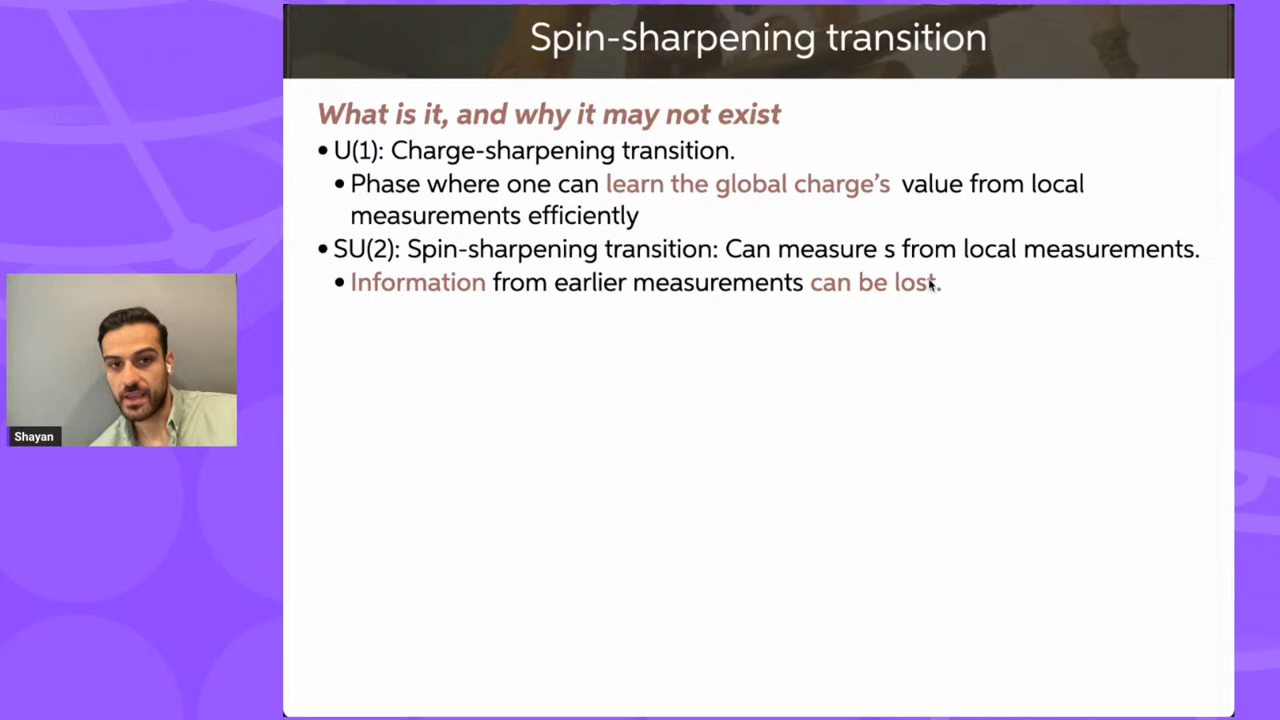 Spin-sharpening transition
What is it, and why it may not exist
• U(1): Charge-sharpening transition.
• Phase where one can learn the global charge's value from local
measurements efficiently
• SU(2): Spin-sharpening transition: Can measure s from local measurements.
• Information from earlier measurements can be lost.
Shayan